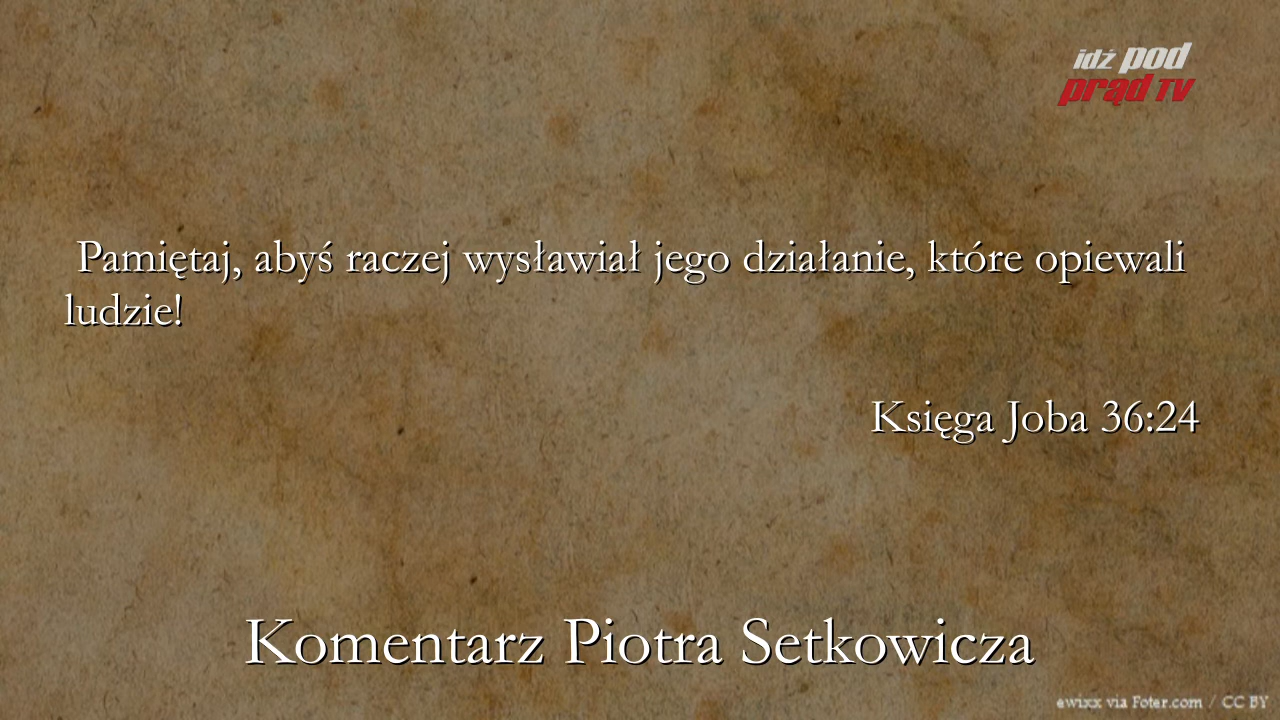 idź pod
prąd TV
Pamiętaj, abyś raczej wysławiał jego działanie, które opiewali
ludzie!
Księga Joba 36:24
Komentarz Piotra Setkowicza
ewixx via Foter.com / CC BY